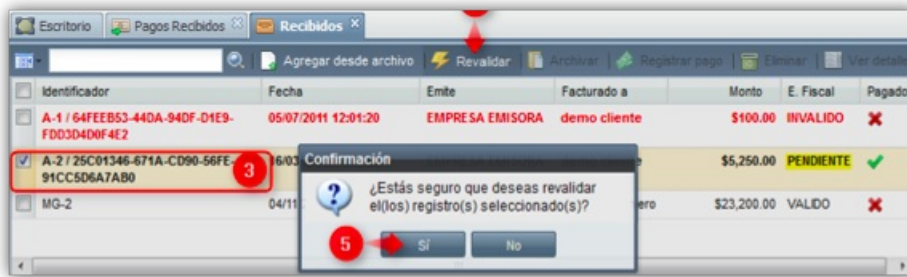 Escritorio Pagos Recibidos Recibidos
Agregar desde archivo Revalidar Archivar Registrar pago Eliminar Ver detalle
Identificador Fecha Emite Facturado a Monto E. Fiscal Pagado
A-1 / 64FEEB53-44DA-94DF-D1E9- 05/07/2011 12:01:20 EMPRESA EMISORA demo cliente $100.00 INVALIDO
FDD3D4D0F4E2
A-2 / 25C01346-671A-CD90-56FE- 3 $5,250.00 PENDIENTE
91CC5D6A7AB0
Confirmación
¿Estás seguro que deseas revalidar
el(los) registro(s) seleccionado(s)?
MG-2 $23,200.00 VALIDO
5 Sí No